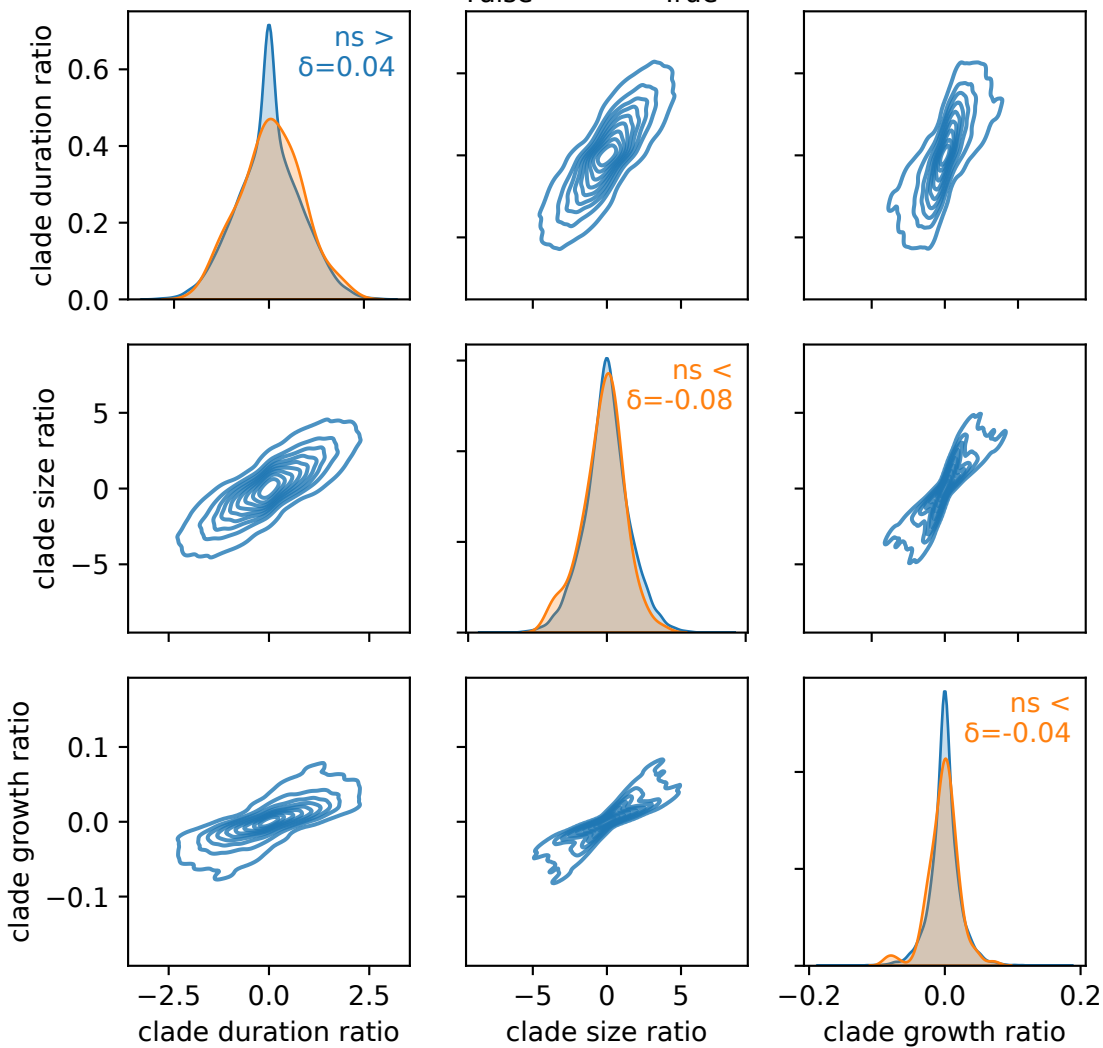 ns >
δ=0.04
clade duration ratio
0.6
0.4
0.2
0.0
ns <
δ=-0.08
clade size ratio
5
0
−5
ns <
δ=-0.04
clade growth ratio
0.1
0.0
−0.1
−2.5 0.0 2.5 −5 0 5 −0.2 0.0 0.2
clade duration ratio clade size ratio clade growth ratio